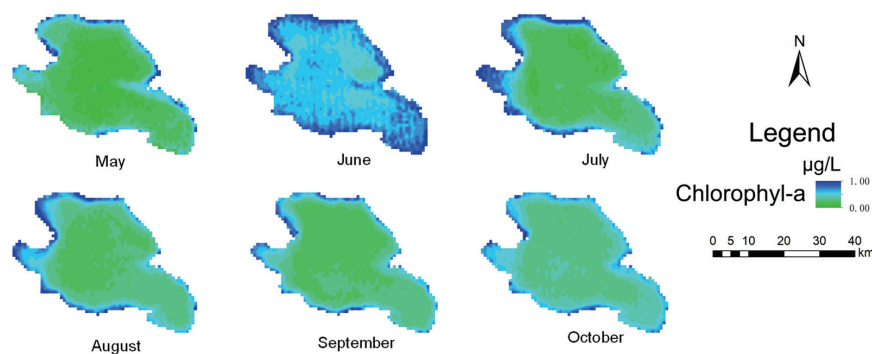 May
June
July
August
September
October
N
Legend
µg/L
Chlorophyl-a
1.00
0.00
0 5 10 20 30 40
km